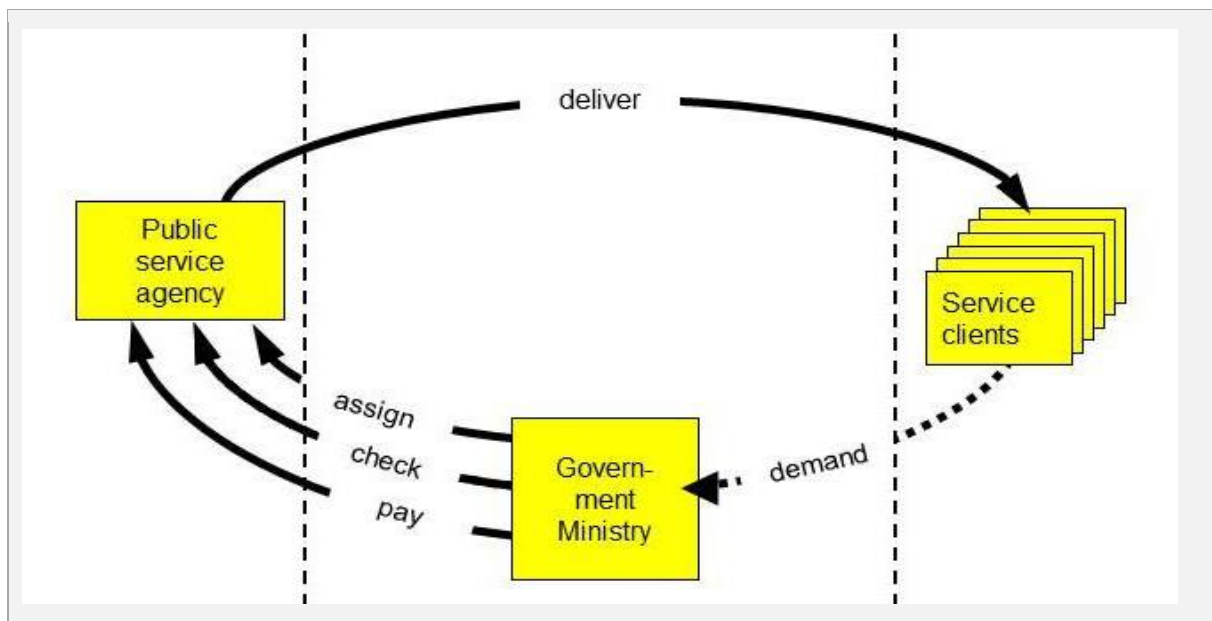 deliver
Public
service
agency
Service
clients
assign
check
pay
Govern-
ment
Ministry
demand